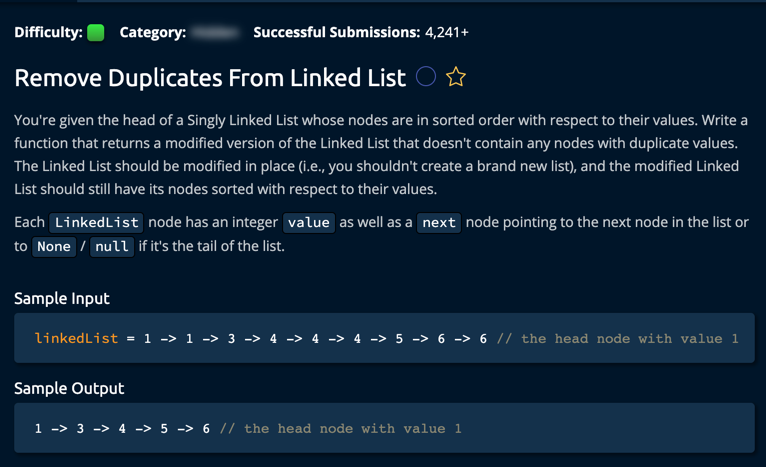 Difficulty: Category: Successful Submissions: 4,241+
Remove Duplicates From Linked List
You're given the head of a Singly Linked List whose nodes are in sorted order with respect to their values. Write a
function that returns a modified version of the Linked List that doesn't contain any nodes with duplicate values.
The Linked List should be modified in place (i.e., you shouldn't create a brand new list), and the modified Linked
List should still have its nodes sorted with respect to their values.
Each LinkedList node has an integer value as well as a next node pointing to the next node in the list or
to None / null if it's the tail of the list.
Sample Input
linkedList = 1 -> 1 -> 3 -> 4 -> 4 -> 4 -> 5 -> 6 -> 6 // the head node with value 1
Sample Output
1 -> 3 -> 4 -> 5 -> 6 // the head node with value 1